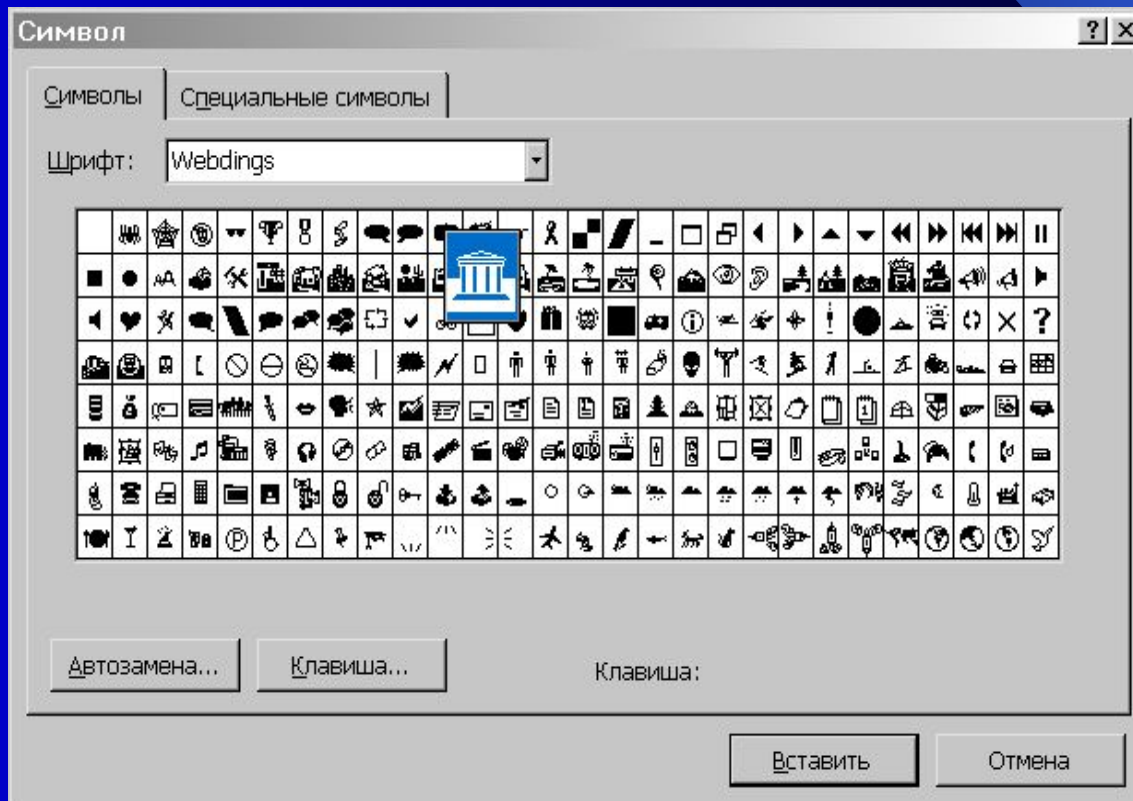 Символ
Символы
Специальные символы
Шрифт:
Webdings
Автозамена...
Клавиша...
Клавиша:
Вставить
Отмена